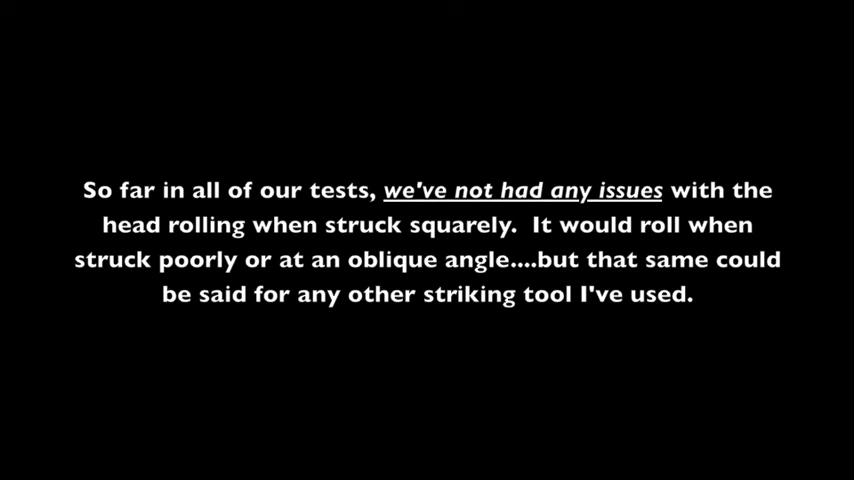 So far in all of our tests, we've not had any issues with the
head rolling when struck squarely.  It would roll when
struck poorly or at an oblique angle....but that same could
be said for any other striking tool I've used.